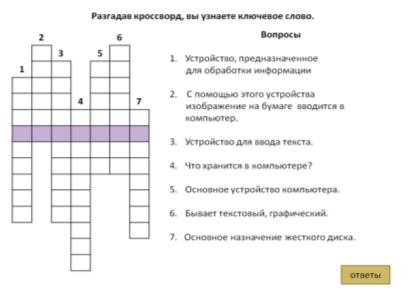 Разгадав кроссворд, вы узнаете ключевое слово.
Вопросы
2 6
3 5
1 4 7
1. Устройство, предназначенное
для обработки информации
2. С помощью этого устройства
изображение на бумаге вводится в
компьютер.
3. Устройство для ввода текста.
4. Что хранится в компьютере?
5. Основное устройство компьютера.
6. Бывает текстовый, графический.
7. Основное назначение жесткого диска.
ответы